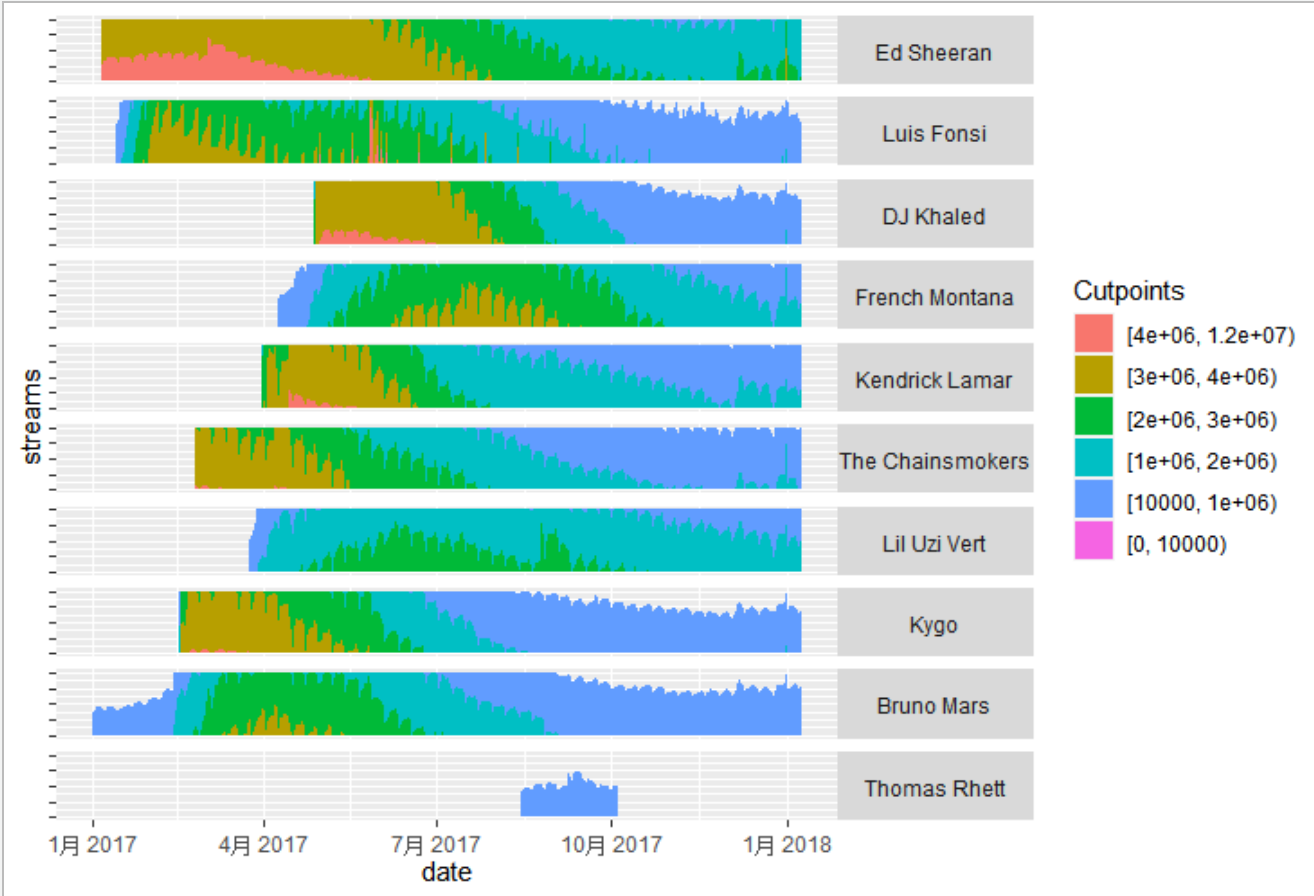 Ed Sheeran
Luis Fonsi
DJ Khaled
French Montana
Kendrick Lamar
The Chainsmokers
Lil Uzi Vert
Kygo
Bruno Mars
Thomas Rhett
streams
1月 2017
4月 2017
7月 2017
10月 2017
1月 2018
date
Cutpoints
[4e+06, 1.2e+07)
[3e+06, 4e+06)
[2e+06, 3e+06)
[1e+06, 2e+06)
[10000, 1e+06)
[0, 10000)